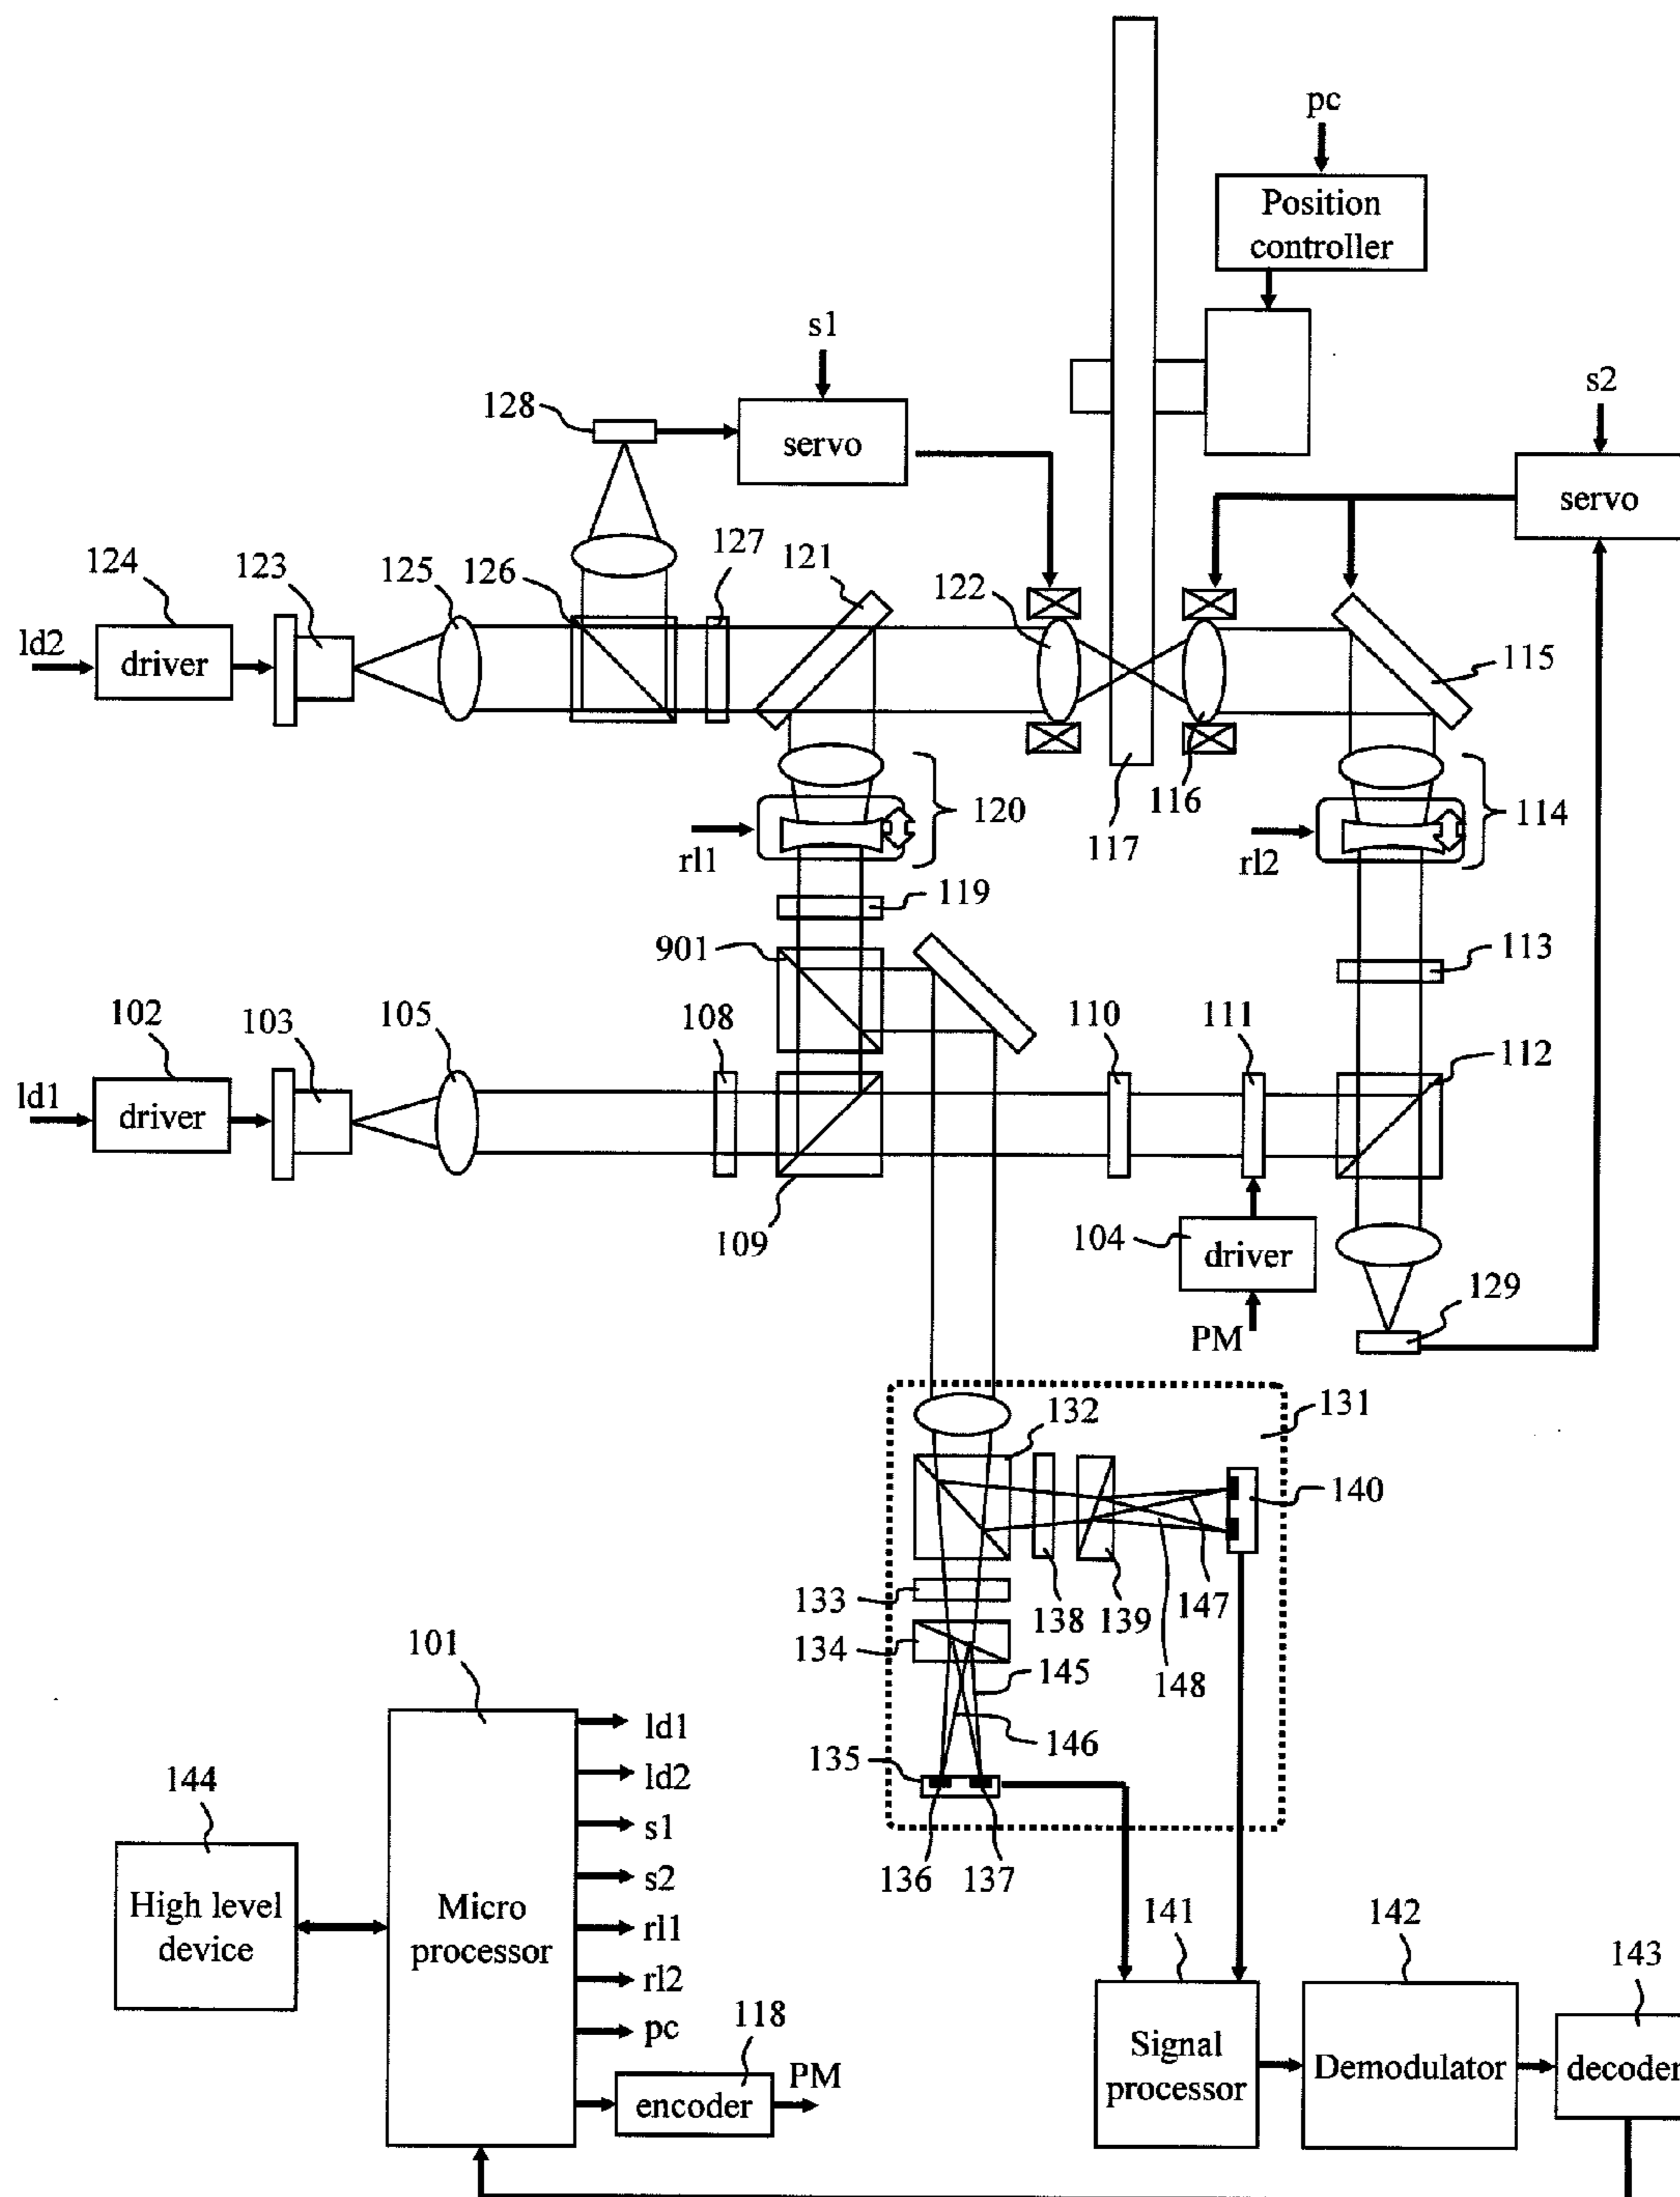 pc
Position
controller
s1
s2
128
servo
servo
124
123
125
126
127
121
122
ld2
driver
115
116
117
120
114
rl1
rl2
119
901
113
102
103
105
108
110
111
112
ld1
driver
109
104
driver
129
PM
132
131
140
133
138
139
147
134
148
145
146
135
136
137
101
ld1
ld2
s1
s2
rl1
rl2
pc
144
High level
device
Micro
processor
118
encoder
PM
141
142
143
Signal
processor
Demodulator
decoder